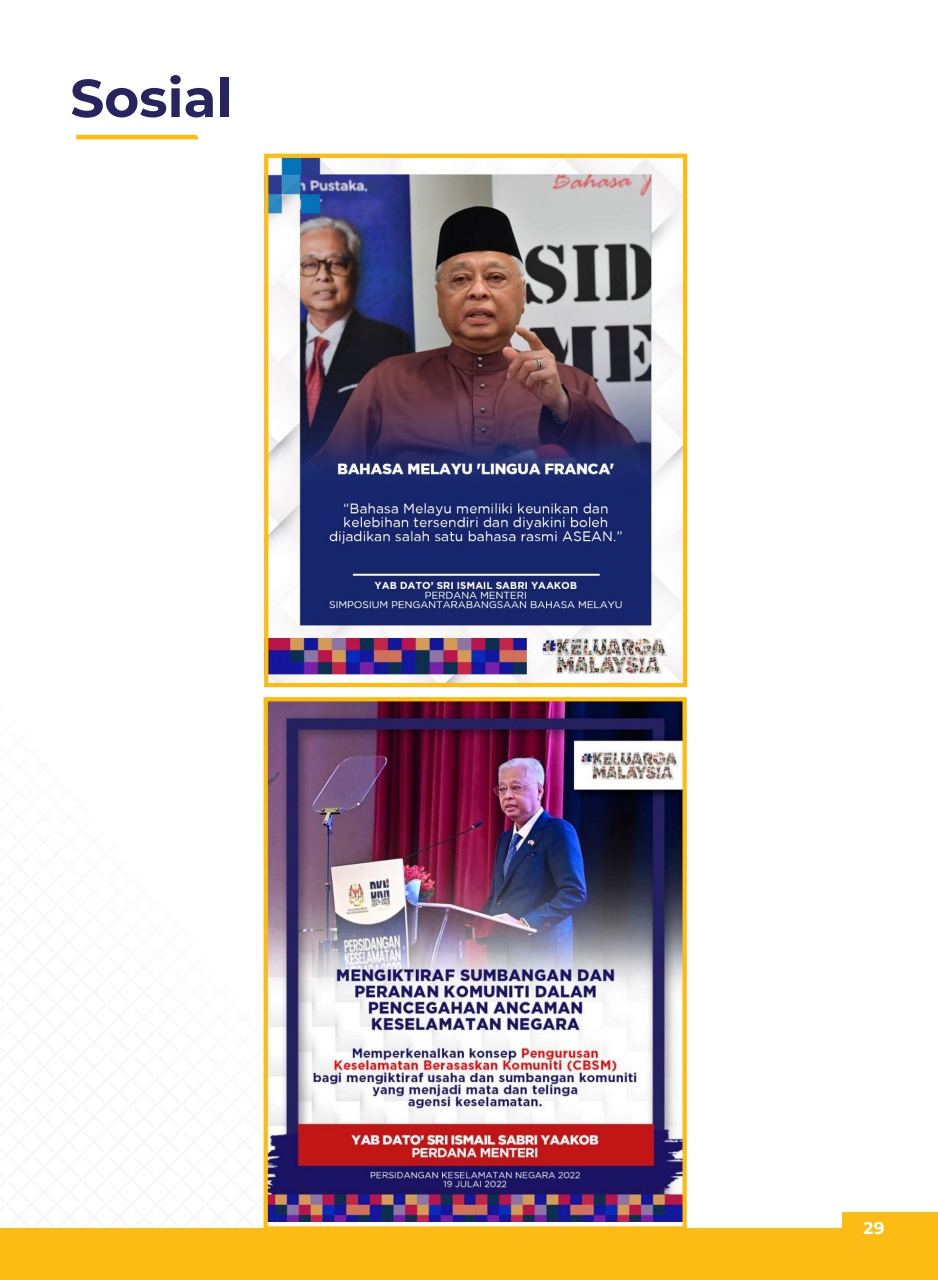 Sosial
n Pustaka,
Bahasa
SID
ME
BAHASA MELAYU 'LINGUA FRANCA'
“Bahasa Melayu memiliki keunikan dan
kelebihan tersendiri dan diyakini boleh
dijadikan salah satu bahasa rasmi ASEAN.”
YAB DATO’ SRI ISMAIL SABRI YAAKOB
PERDANA MENTERI
SIMPOSIUM PENGANTARABANGSAAN BAHASA MELAYU
#KELUARGA
MALAYSIA
#KELUARGA
MALAYSIA
PERSIDANGAN
KESELAMATAN
MENGIKTIRAF SUMBANGAN DAN
PERANAN KOMUNITI DALAM
PENCEGAHAN ANCAMAN
KESELAMATAN NEGARA
Memperkenalkan konsep Pengurusan
Keselamatan Berasaskan Komuniti (CBSM)
bagi mengiktiraf usaha dan sumbangan komuniti
yang menjadi mata dan telinga
agensi keselamatan.
YAB DATO’ SRI ISMAIL SABRI YAAKOB
PERDANA MENTERI
PERSIDANGAN KESELAMATAN NEGARA 2022
19 JULAI 2022
29